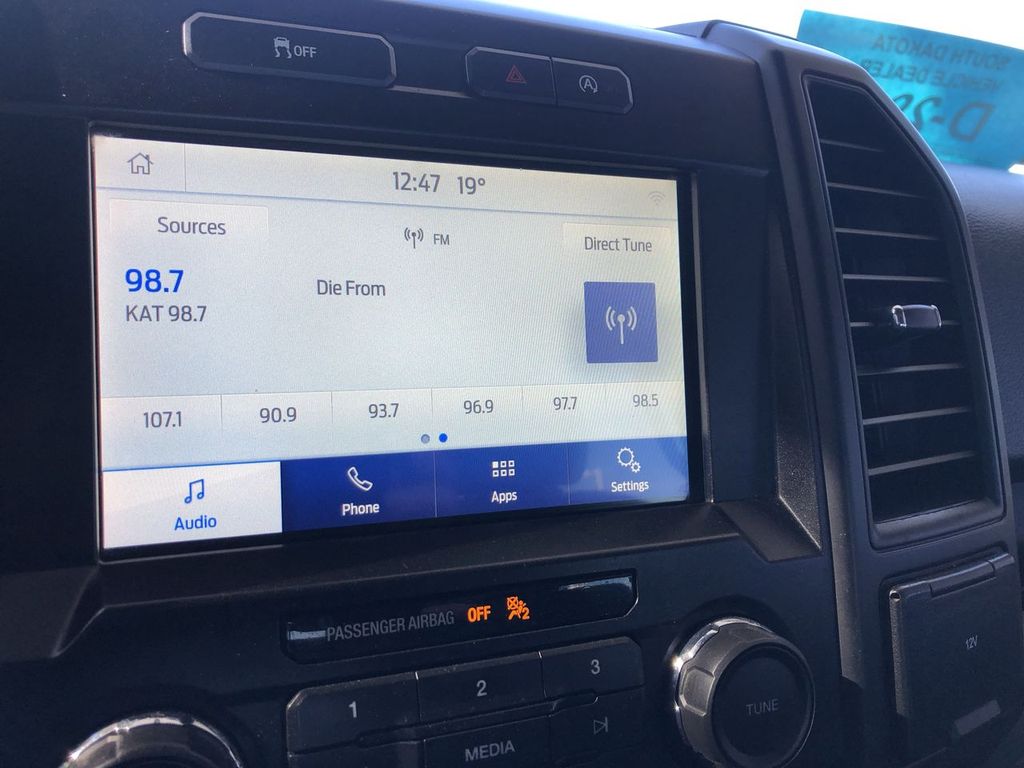 OFF
SOUTH DAKOTA
VEHICLE DEALER
12:47 19°
Sources
FM
Direct Tune
98.7
KAT 98.7
Die From
107.1 90.9 93.7 96.9 97.7 98.5
Audio
Phone
Apps
Settings
PASSENGER AIRBAG OFF 2
1 2 3
MEDIA
TUNE
12V